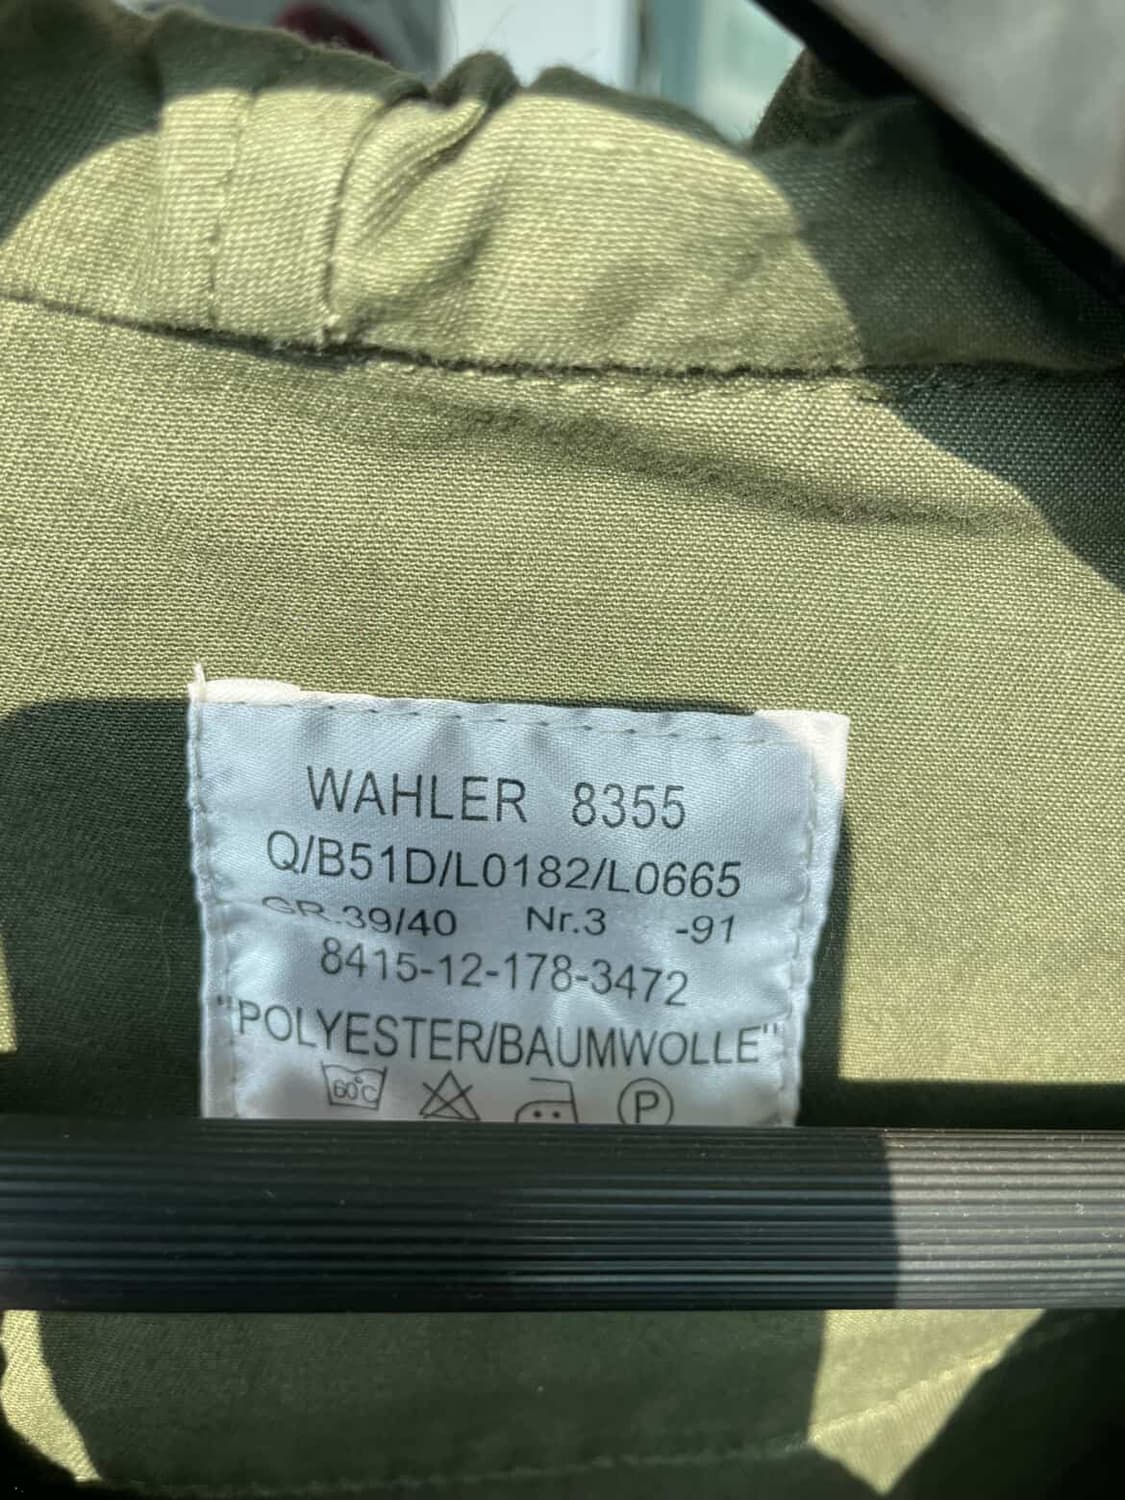 WAHLER 8355
Q/B51D/L0182/L0665
GR.39/40 Nr.3 -91
8415-12-178-3472
"POLYESTER/BAUMWOLLE"
60°C P